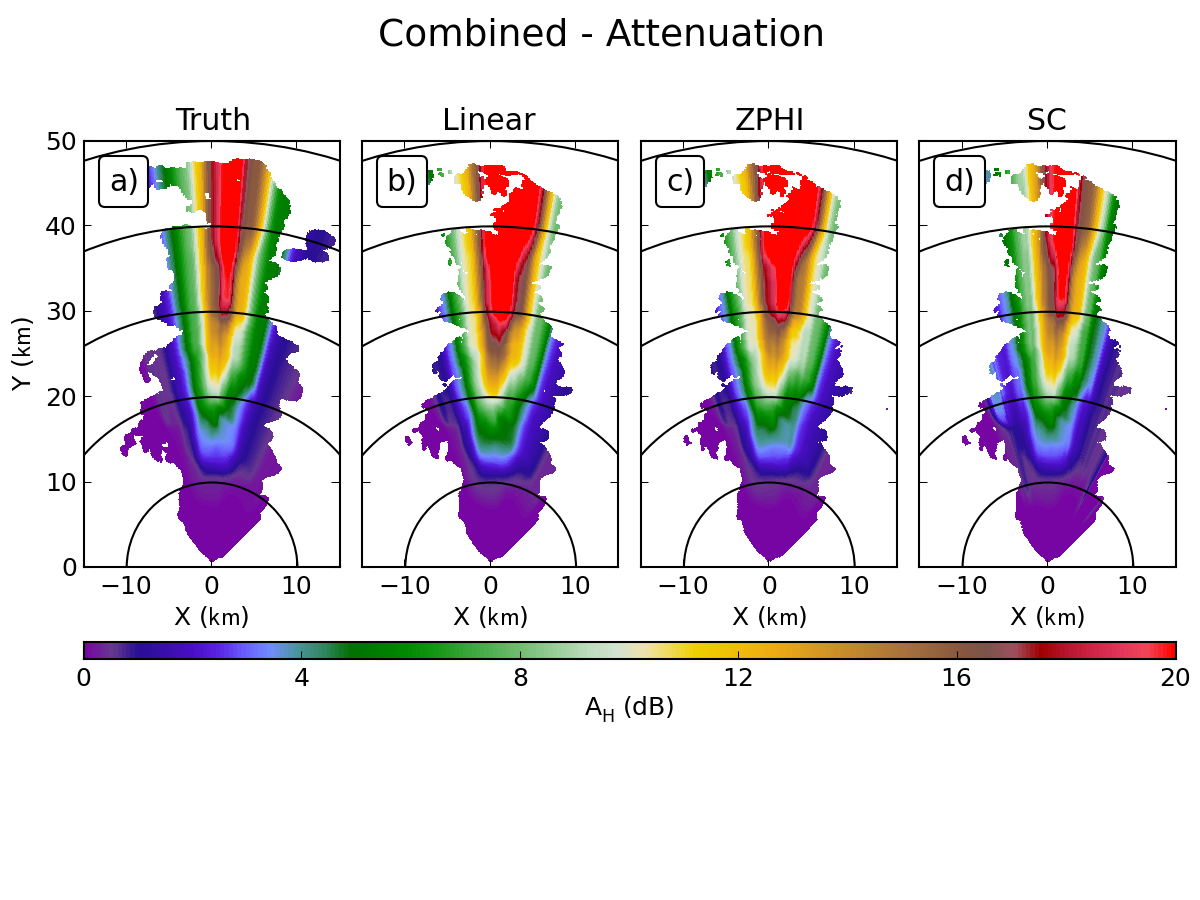 Combined - Attenuation
Truth Linear ZPHI SC
a) b) c) d)
50
40
30
20
10
0
Y (km)
−10 0 10 −10 0 10 −10 0 10 −10 0 10
X (km) X (km) X (km) X (km)
0 4 8 12 16 20
A_H (dB)